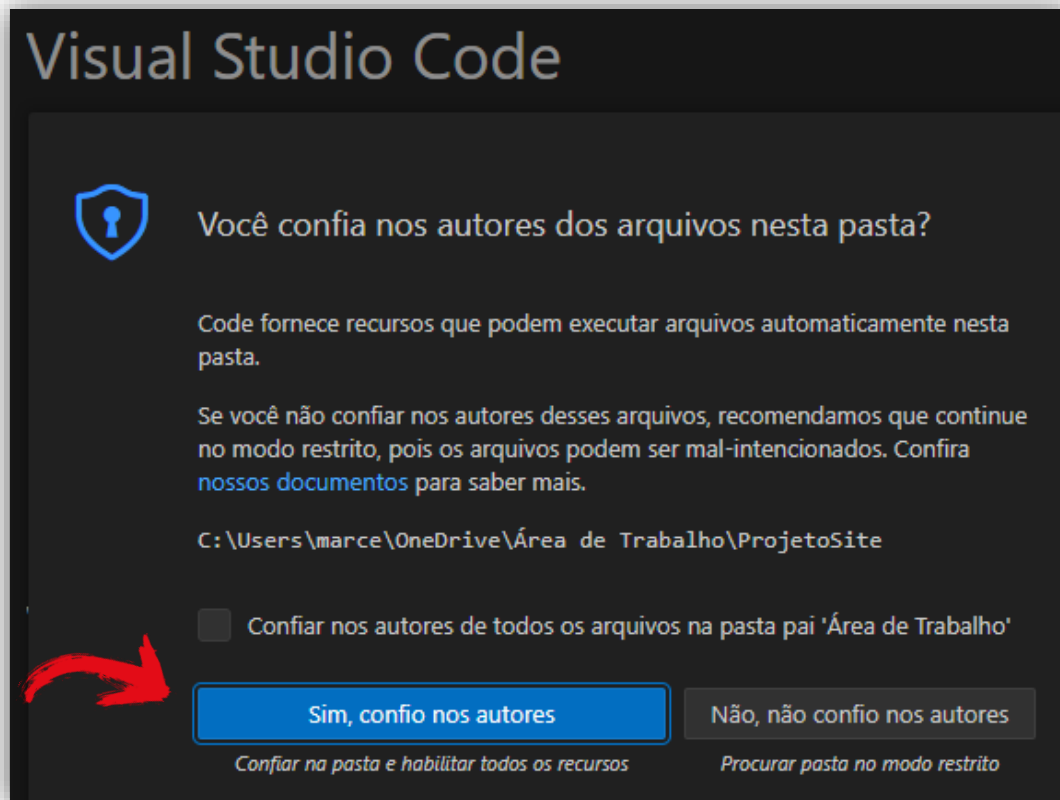 Visual Studio Code
Você confia nos autores dos arquivos nesta pasta?
Code fornece recursos que podem executar arquivos automaticamente nesta
pasta.
Se você não confiar nos autores desses arquivos, recomendamos que continue
no modo restrito, pois os arquivos podem ser mal-intencionados. Confira
nossos documentos para saber mais.
C:\Users\marce\OneDrive\Área de Trabalho\ProjetoSite
Confiar nos autores de todos os arquivos na pasta pai 'Área de Trabalho'
Sim, confio nos autores
Não, não confio nos autores
Confiar na pasta e habilitar todos os recursos
Procurar pasta no modo restrito